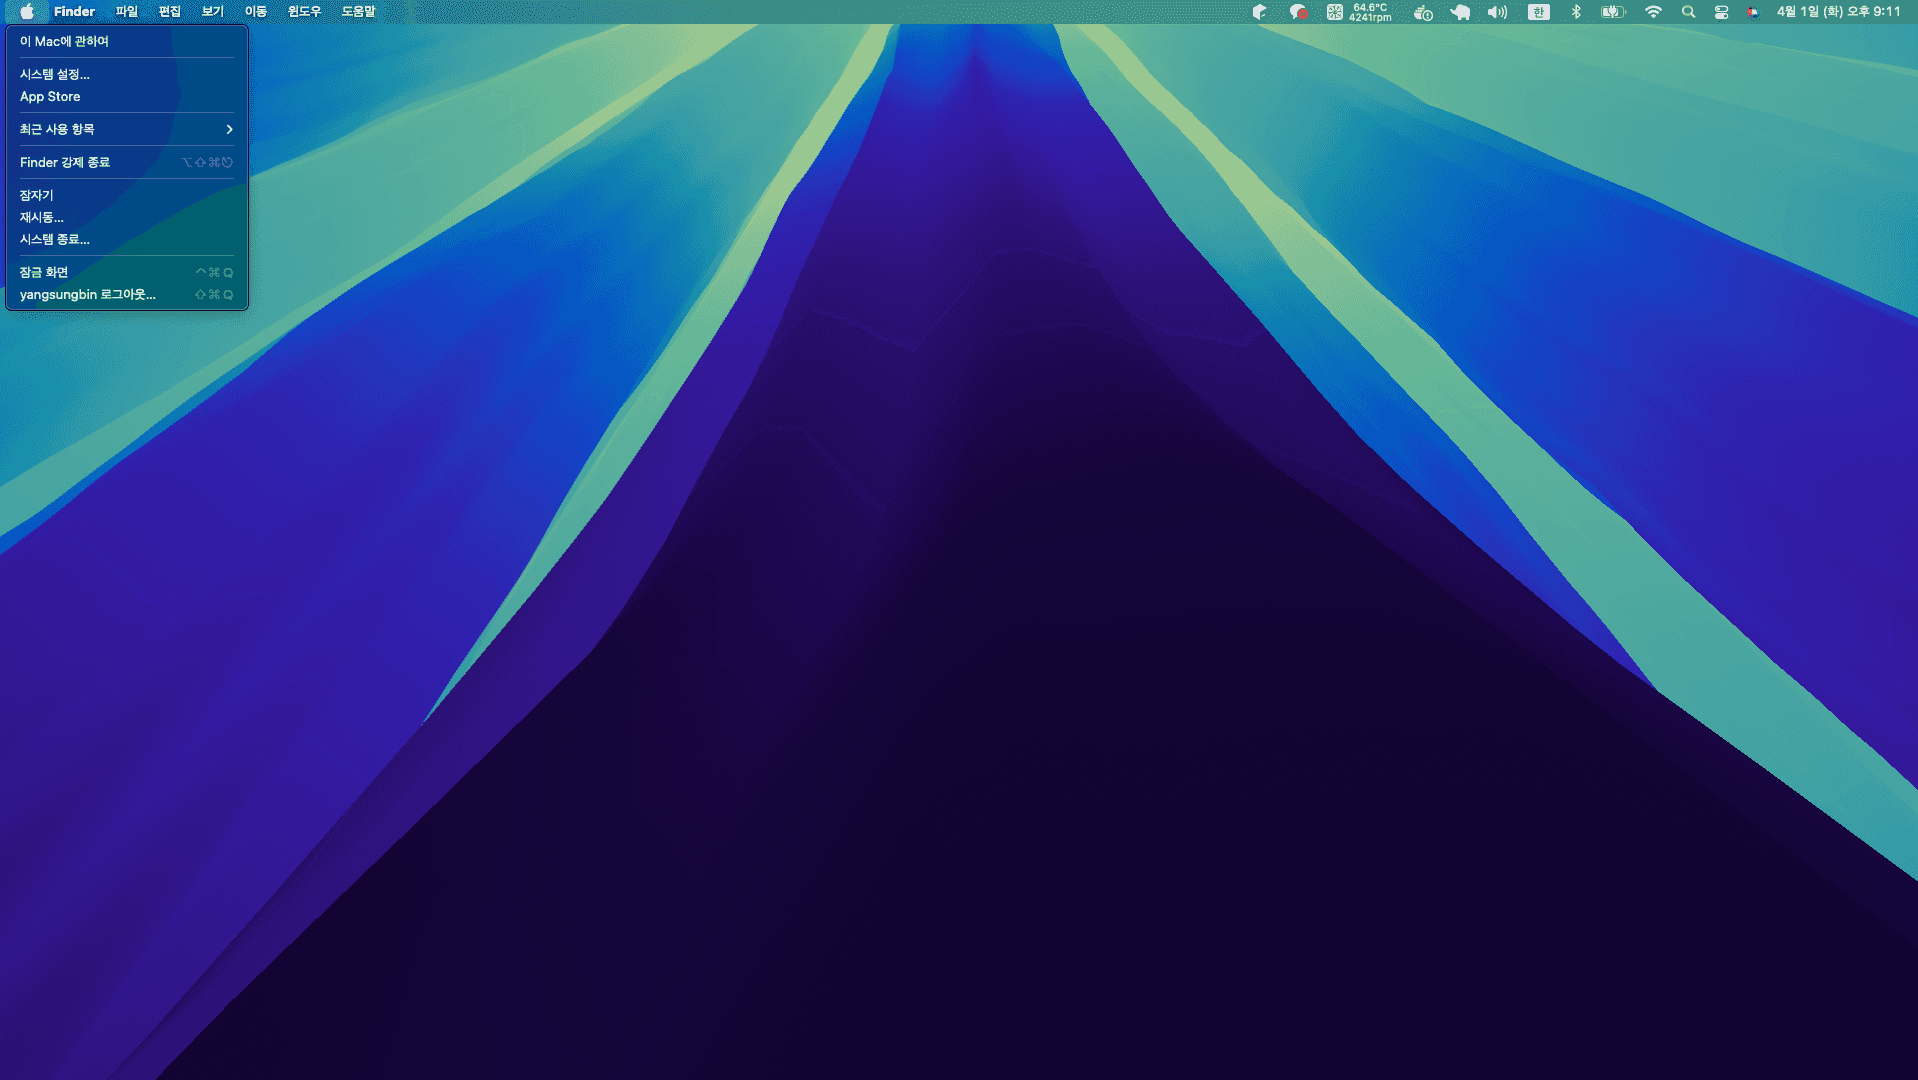 Finder 파일 편집 보기 이동 윈도우 도움말 64.6°C 4241rpm 한 4월 1일 (화) 오후 9:11
이 Mac에 관하여
시스템 설정...
App Store
최근 사용 항목
Finder 강제 종료 ⌥⇧⌘⎋
잠자기
재시동...
시스템 종료...
잠금 화면 ^⌘Q
yangsungbin 로그아웃... ⇧⌘Q